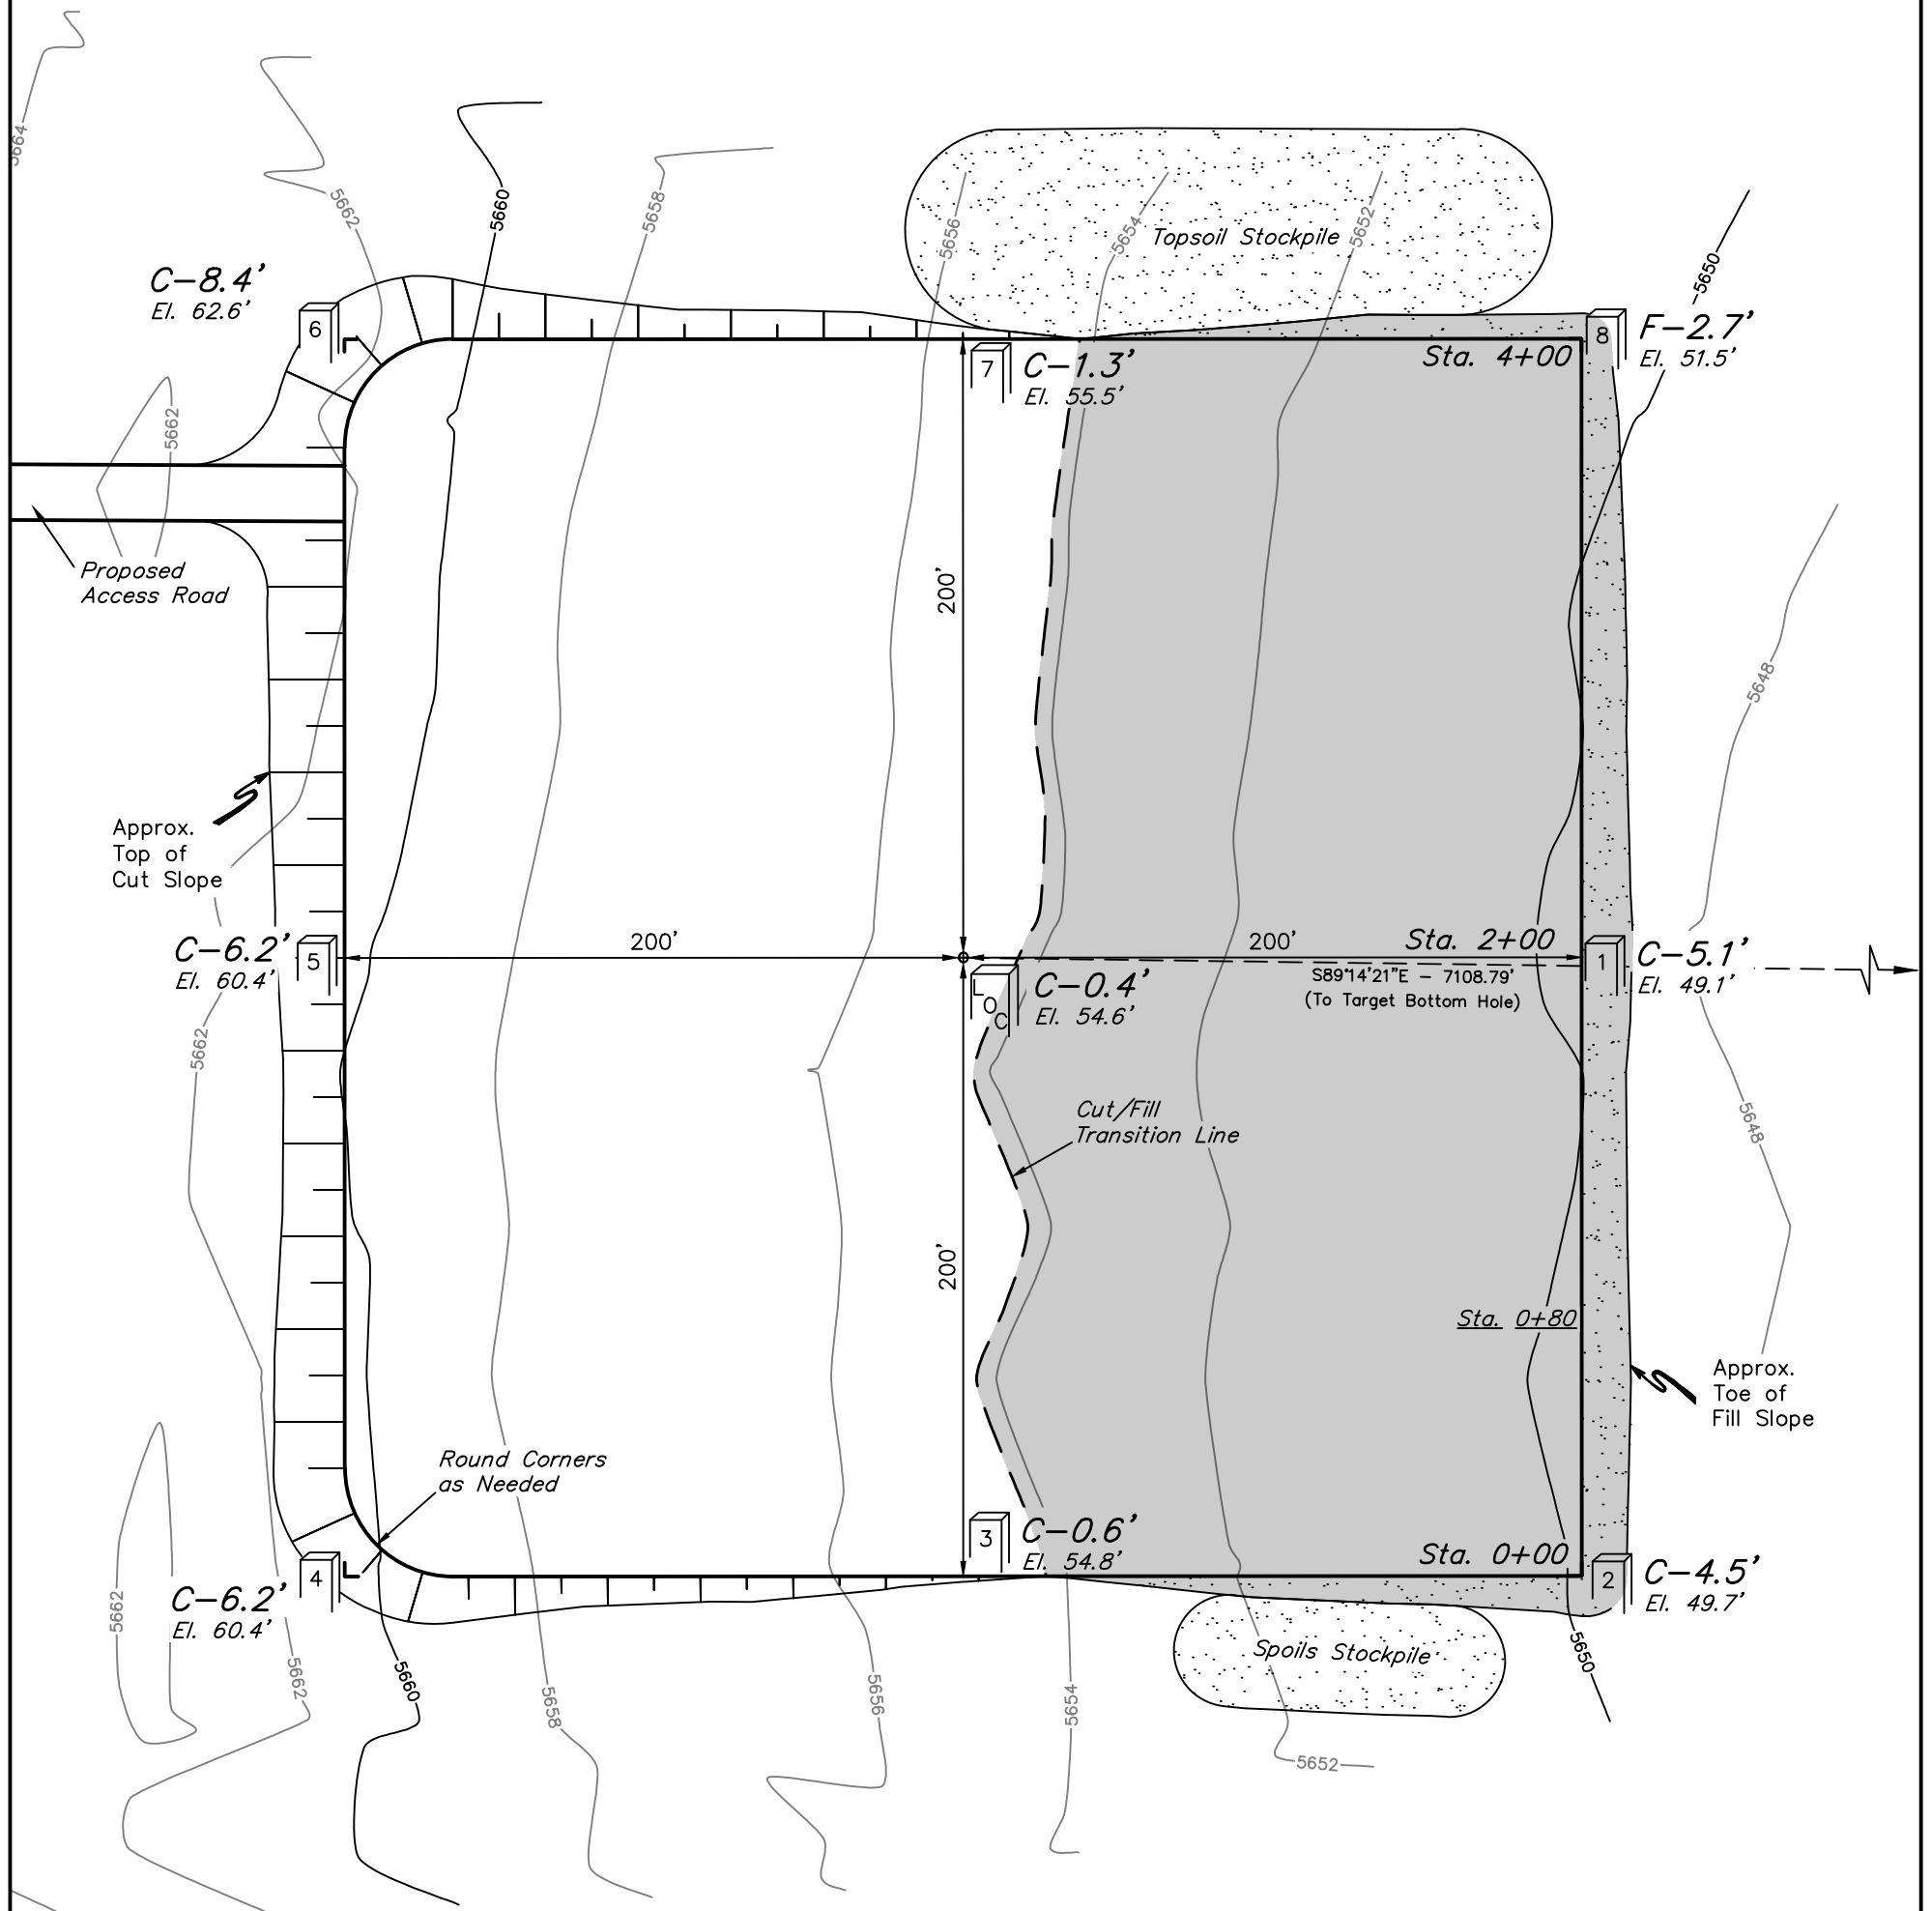 5664
5662
5660
5658
5656
5654
Topsoil Stockpile
5652
-5650
C-8.4'
El. 62.6'
6
7
C-1.3'
El. 55.5'
Sta. 4+00
8
F-2.7'
El. 51.5'
5662
Proposed
Access Road
200'
5648
Approx.
Top of
Cut Slope
C-6.2'
El. 60.4'
5
200'
200'
Sta. 2+00
S89°14'21"E - 7108.79'
(To Target Bottom Hole)
1
C-5.1'
El. 49.1'
LOC
C-0.4'
El. 54.6'
5662
Cut/Fill
Transition Line
5648
200'
Sta. 0+80
Approx.
Toe of
Fill Slope
Round Corners
as Needed
3
C-0.6'
El. 54.8'
Sta. 0+00
2
C-4.5'
El. 49.7'
4
C-6.2'
El. 60.4'
5662
5662
5660
5658
5656
5654
Spoils Stockpile
5650
5652